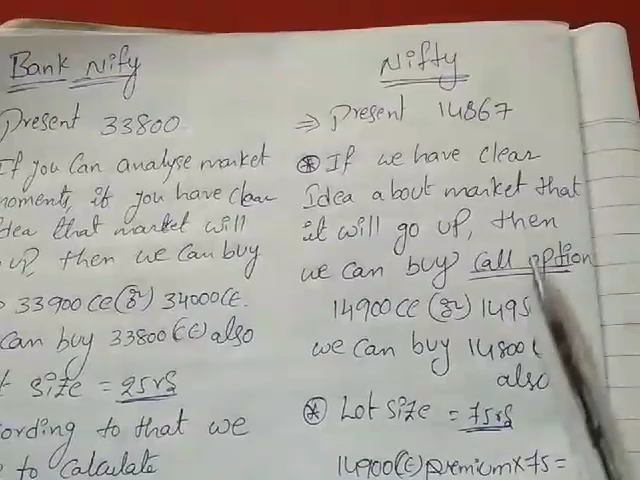 Bank Nifty
Present 33800
If you can analyse market
moments, if you have clear
Idea that market will
up, then we can buy
33900 CE (or) 34000 CE.
can buy 33800 CE also
size = 25rs
according to that we
to calculate
Nifty
⇒ Present 14867
* If we have clear
Idea about market that
it will go up, then
we can buy call option
14900 CE (or) 1495
we can buy 14800
also
* Lot size = 75rs
14900 CE premium x 75 =